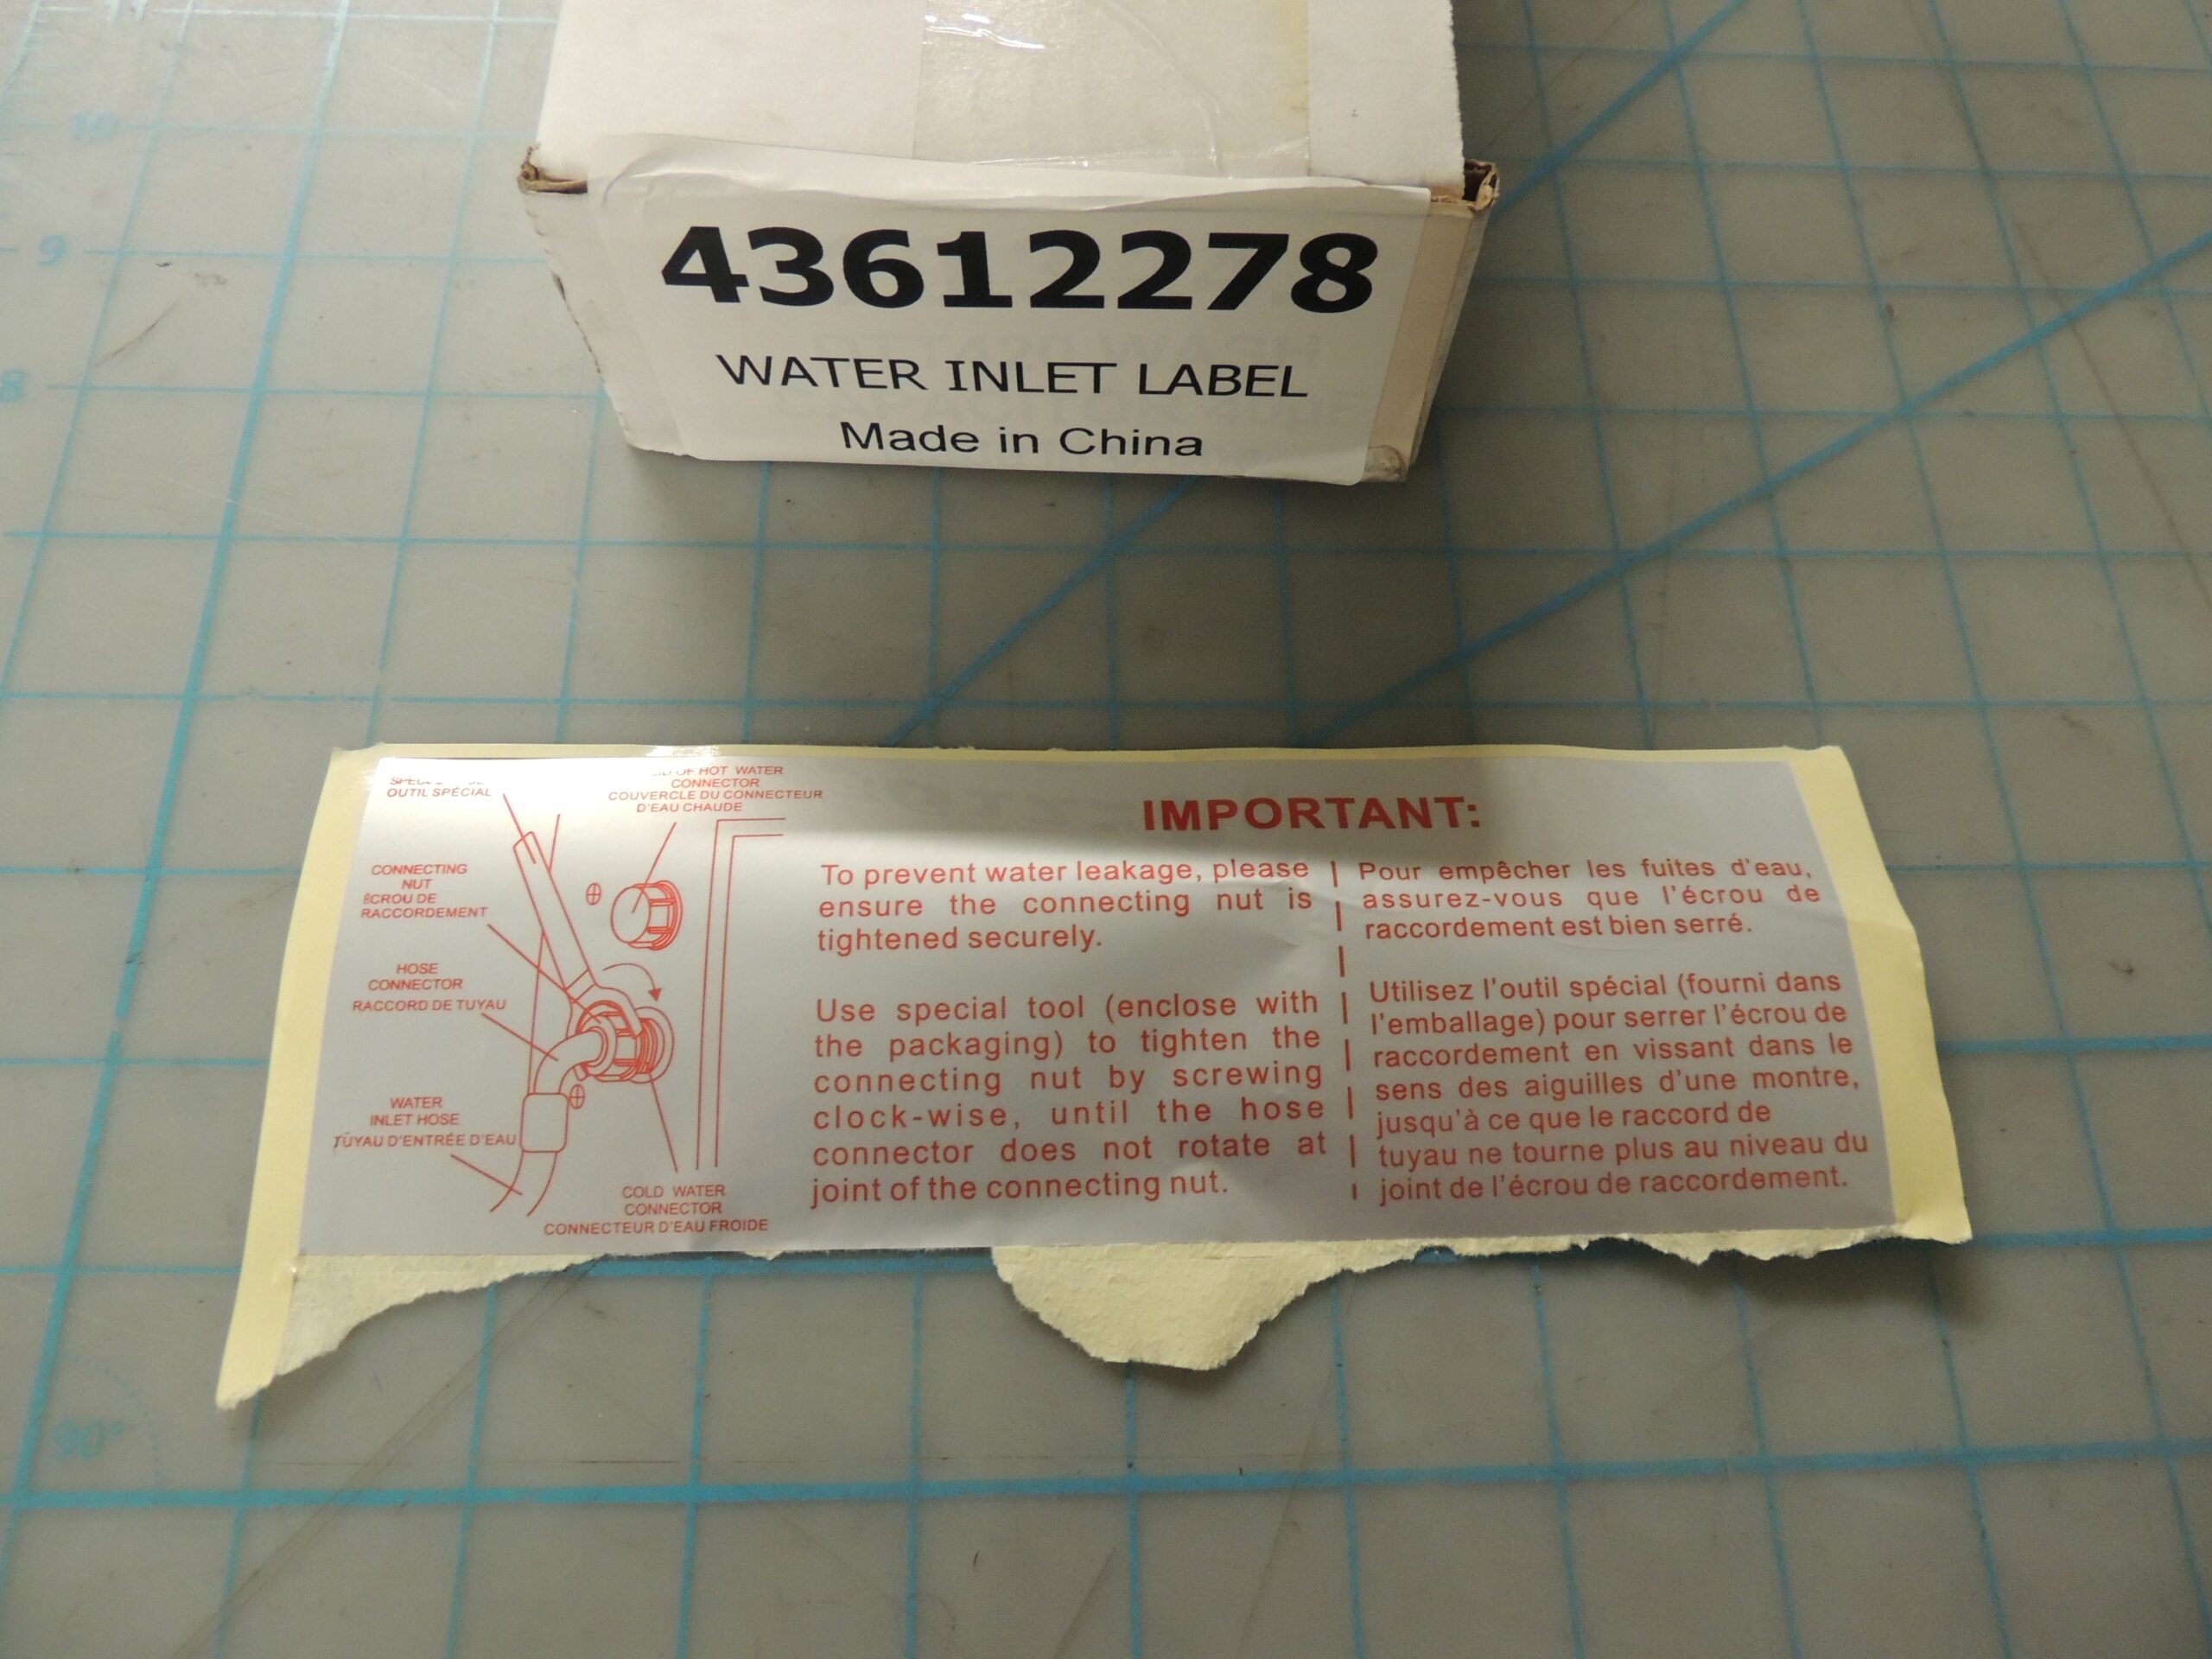 10
9
8
43612278
WATER INLET LABEL
Made in China
OUTIL SPÉCIAL
OF HOT WATER
CONNECTOR
COUVERCLE DU CONNECTEUR
D'EAU CHAUDE
CONNECTING
NUT
ÉCROU DE
RACCORDEMENT
HOSE
CONNECTOR
RACCORD DE TUYAU
WATER
INLET HOSE
TUYAU D'ENTRÉE D'EAU
COLD WATER
CONNECTOR
CONNECTEUR D'EAU FROIDE
IMPORTANT:
To prevent water leakage, please
ensure the connecting nut is
tightened securely.
Use special tool (enclose with
the packaging) to tighten the
connecting nut by screwing
clock-wise, until the hose
connector does not rotate at
joint of the connecting nut.
Pour empêcher les fuites d'eau,
assurez-vous que l'écrou de
raccordement est bien serré.
Utilisez l'outil spécial (fourni dans
l'emballage) pour serrer l'écrou de
raccordement en vissant dans le
sens des aiguilles d'une montre,
jusqu'à ce que le raccord de
tuyau ne tourne plus au niveau du
joint de l'écrou de raccordement.